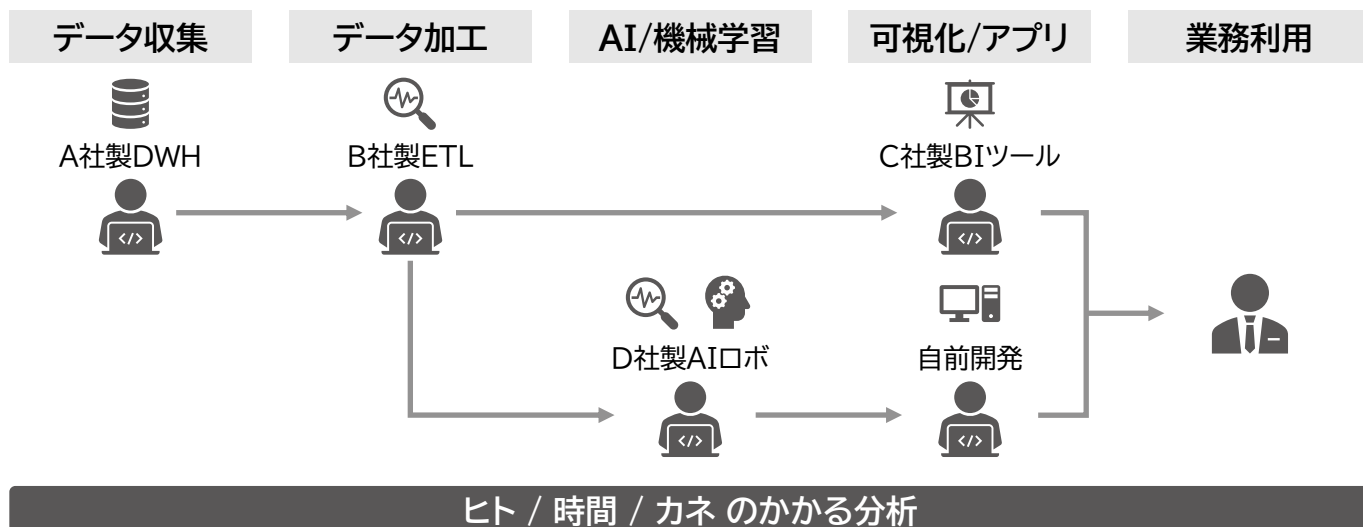 データ収集
データ加工
AI/機械学習
可視化/アプリ
業務利用
A社製DWH
B社製ETL
C社製BIツール
</>
</>
</>
D社製AIロボ
自前開発
</>
</>
ヒト / 時間 / カネ のかかる分析